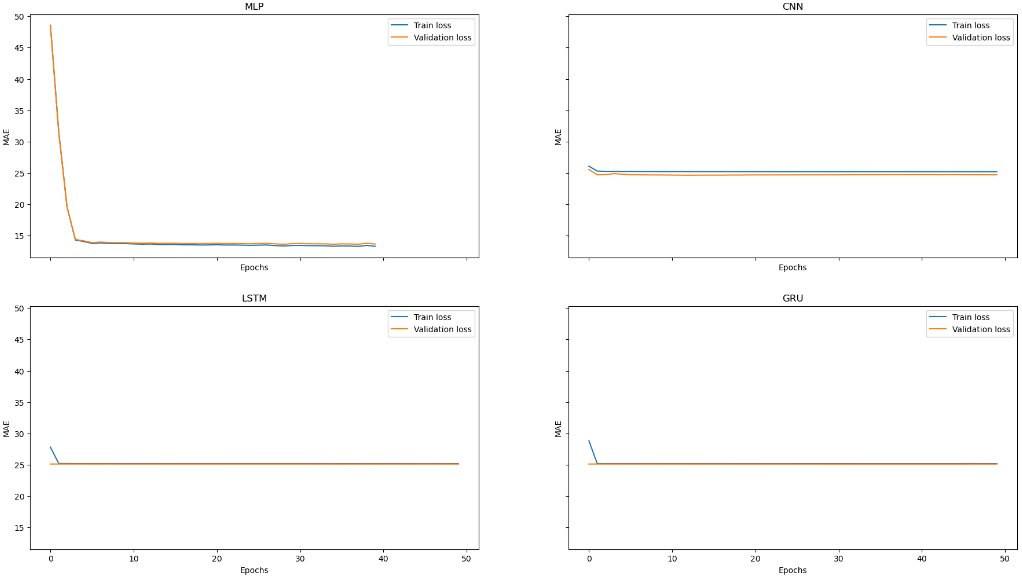 MLP
50
45
40
35
30
25
20
15
MAE
Epochs
Train loss
Validation loss
CNN
MAE
Epochs
Train loss
Validation loss
LSTM
50
45
40
35
30
25
20
15
MAE
0 10 20 30 40 50
Epochs
Train loss
Validation loss
GRU
MAE
0 10 20 30 40 50
Epochs
Train loss
Validation loss